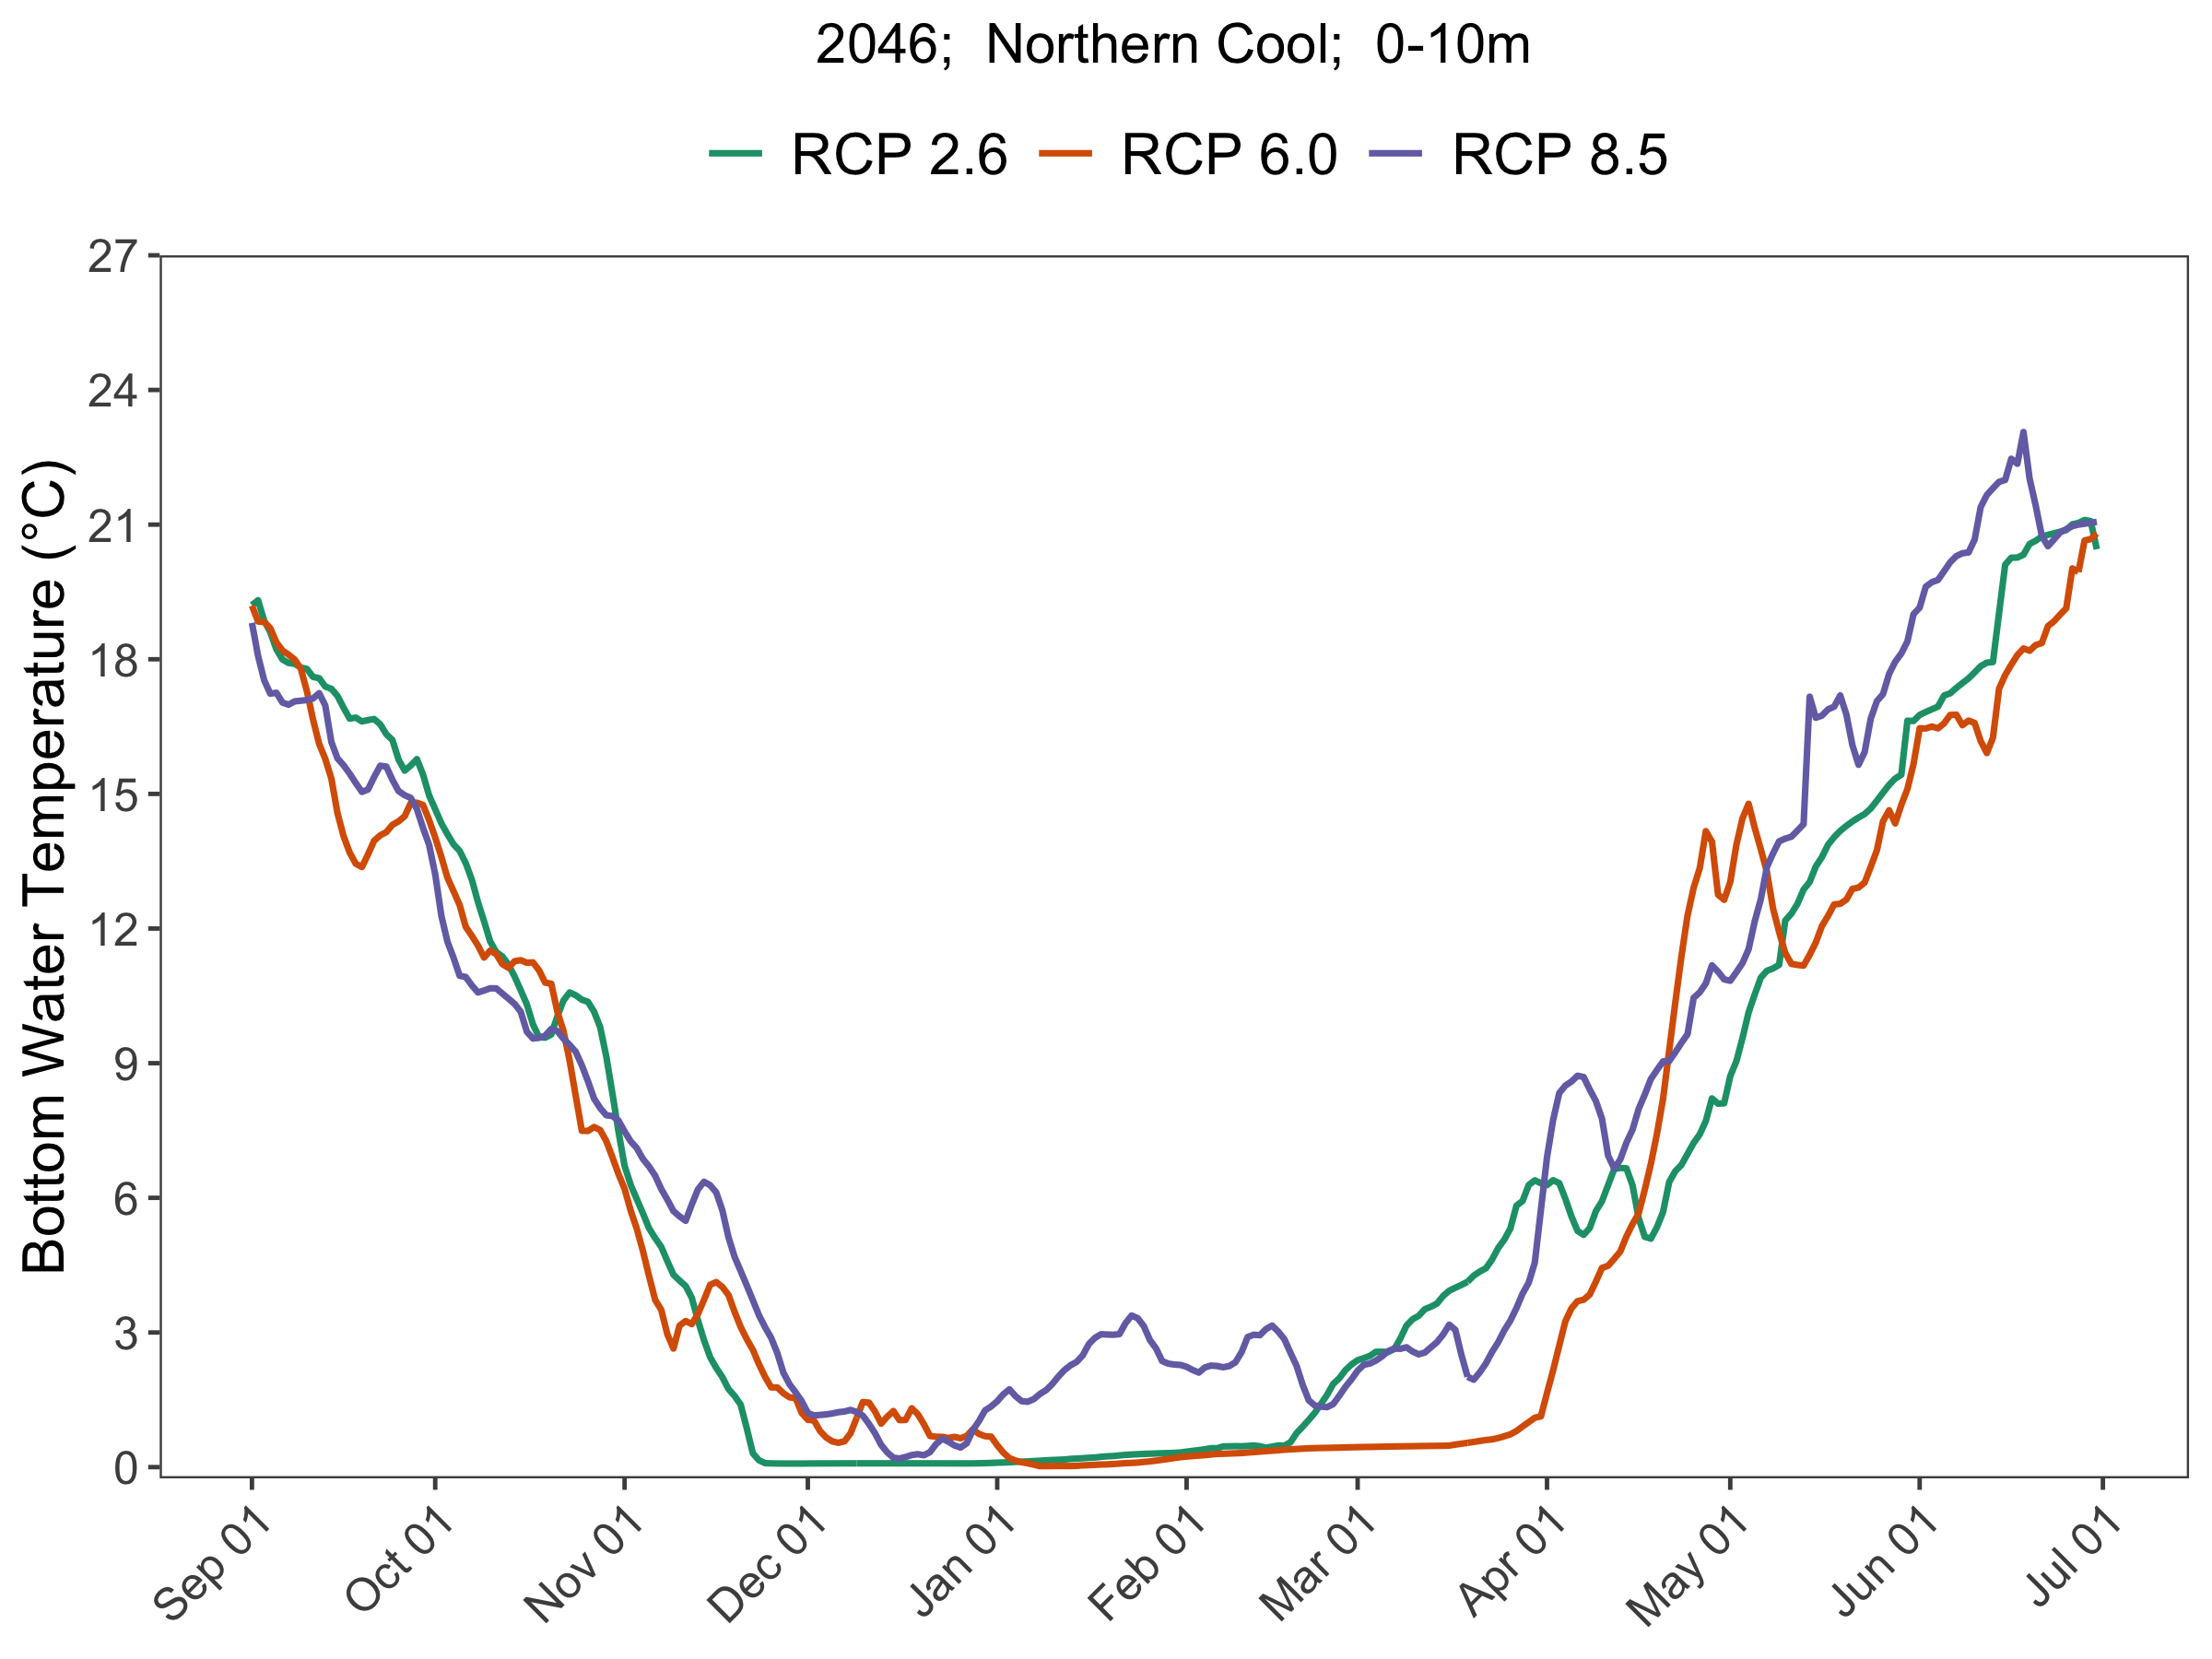 2046;  Northern Cool;  0-10m
RCP 2.6 RCP 6.0 RCP 8.5
Bottom Water Temperature (°C)
27
24
21
18
15
12
9
6
3
0
Sep 01 Oct 01 Nov 01 Dec 01 Jan 01 Feb 01 Mar 01 Apr 01 May 01 Jun 01 Jul 01